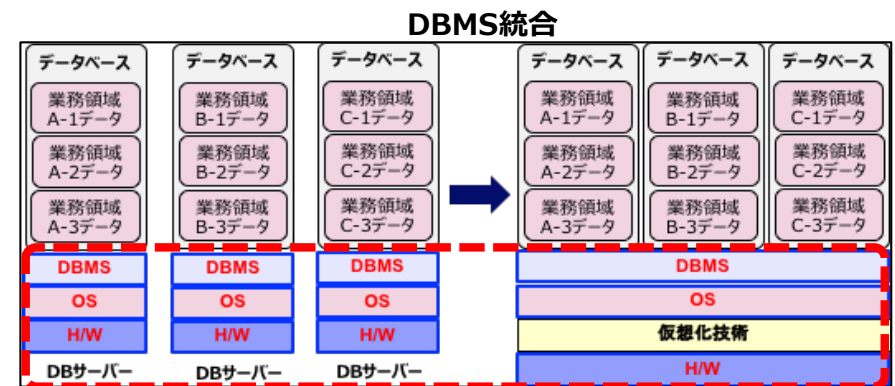 DBMS統合
データベース
業務領域
A-1データ
業務領域
A-2データ
業務領域
A-3データ
DBMS
OS
H/W
DBサーバー
データベース
業務領域
B-1データ
業務領域
B-2データ
業務領域
B-3データ
DBMS
OS
H/W
DBサーバー
データベース
業務領域
C-1データ
業務領域
C-2データ
業務領域
C-3データ
DBMS
OS
H/W
DBサーバー
データベース
業務領域
A-1データ
業務領域
A-2データ
業務領域
A-3データ
データベース
業務領域
B-1データ
業務領域
B-2データ
業務領域
B-3データ
データベース
業務領域
C-1データ
業務領域
C-2データ
業務領域
C-3データ
DBMS
OS
仮想化技術
H/W